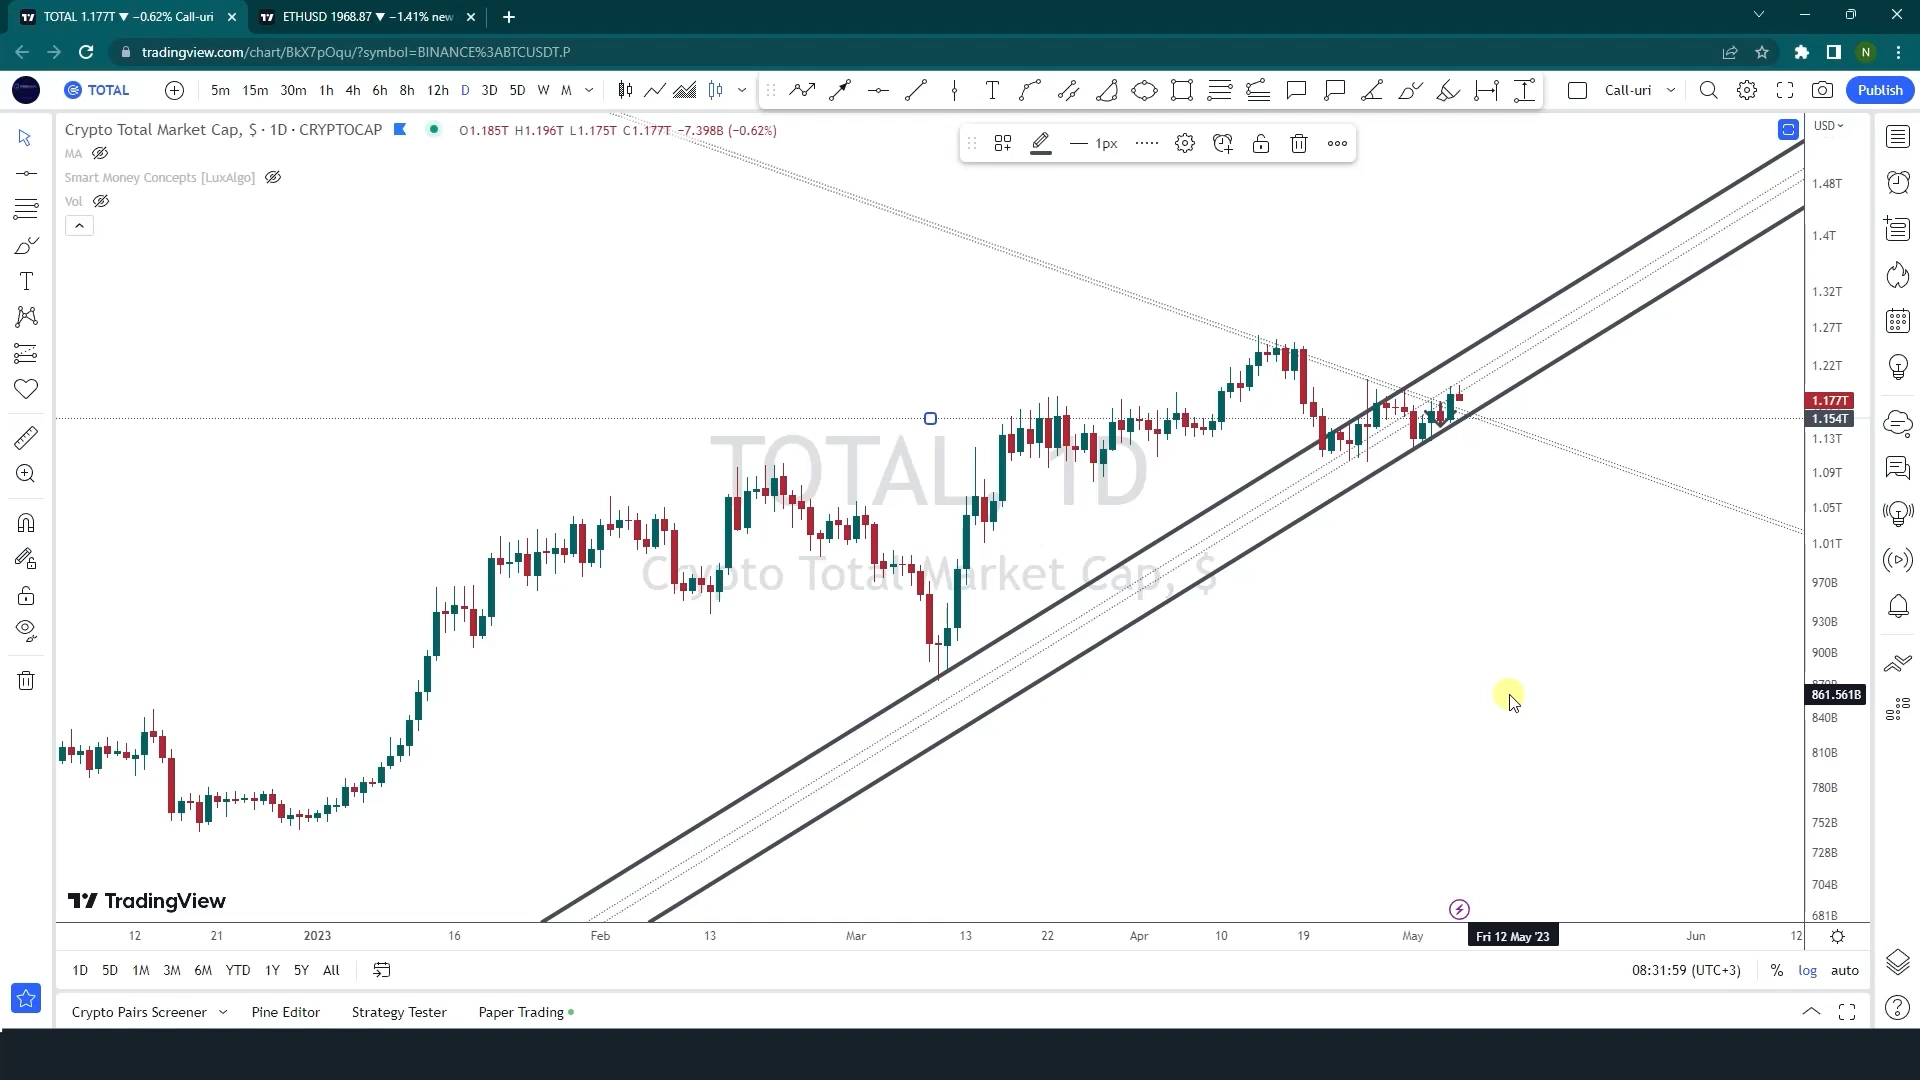 TOTAL 1.177T ▼ −0.62% Call-uri
ETHUSD 1968.87 ▼ −1.41% new
tradingview.com/chart/BkX7pOqu/?symbol=BINANCE%3ABTCUSDT.P
N
TOTAL
5m 15m 30m 1h 4h 6h 8h 12h D 3D 5D W M
Call-uri
Publish
Crypto Total Market Cap, $ · 1D · CRYPTOCAP
O1.185T H1.196T L1.175T C1.177T −7.398B (−0.62%)
MA
Smart Money Concepts [LuxAlgo]
Vol
1px
USD
1.48T
1.4T
1.32T
1.27T
1.22T
1.177T
1.154T
1.13T
1.09T
1.05T
1.01T
970B
930B
900B
861.561B
840B
810B
780B
752B
728B
704B
681B
TOTAL, 1D
Crypto Total Market Cap, $
TradingView
12 21 2023 16 Feb 13 Mar 13 22 Apr 10 19 May Fri 12 May '23 Jun 12
1D 5D 1M 3M 6M YTD 1Y 5Y All
08:31:59 (UTC+3) % log auto
Crypto Pairs Screener Pine Editor Strategy Tester Paper Trading